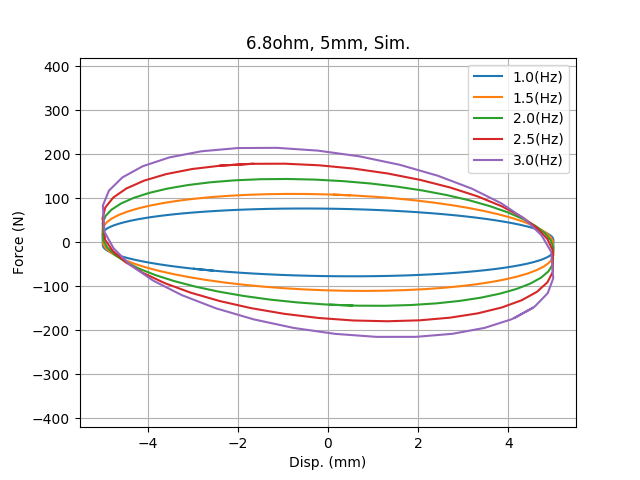 6.8ohm, 5mm, Sim.
1.0(Hz)
1.5(Hz)
2.0(Hz)
2.5(Hz)
3.0(Hz)
Force (N)
400
300
200
100
0
−100
−200
−300
−400
−4 −2 0 2 4
Disp. (mm)